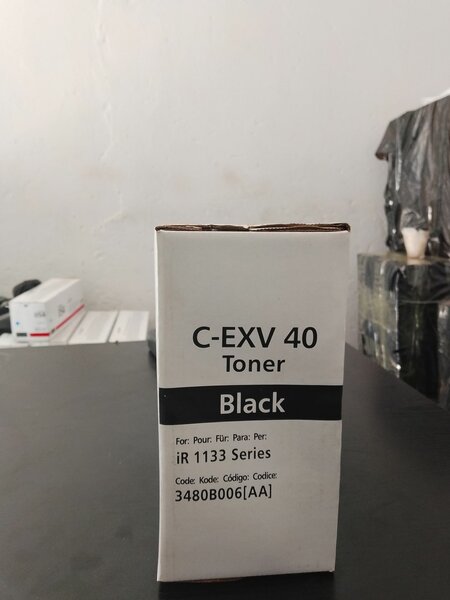 C-EXV 40
Toner
Black
For: Pour: Für: Para: Per:
iR 1133 Series
Code: Kode: Código: Codice:
3480B006[AA]